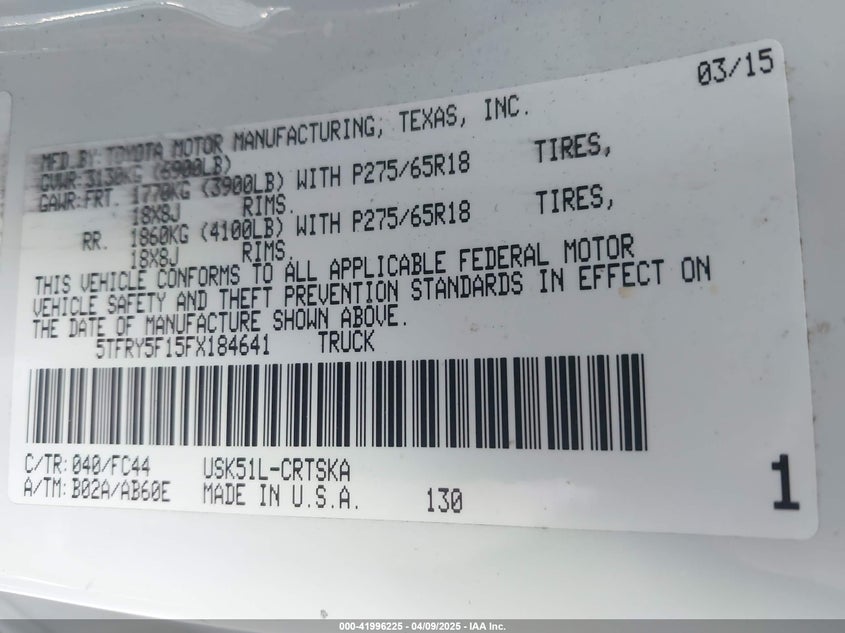 03/15
MFD. BY: TOYOTA MOTOR MANUFACTURING, TEXAS, INC.
GVWR: 3130KG (6900LB)
GAWR: FRT. 1770KG (3900LB) WITH P275/65R18 TIRES,
18X8J RIMS.
RR. 1860KG (4100LB) WITH P275/65R18 TIRES,
18X8J RIMS.
THIS VEHICLE CONFORMS TO ALL APPLICABLE FEDERAL MOTOR
VEHICLE SAFETY AND THEFT PREVENTION STANDARDS IN EFFECT ON
THE DATE OF MANUFACTURE SHOWN ABOVE.
5TFRY5F15FX184641 TRUCK
C/TR: 040/FC44 USK51L-CRTSKA
A/TM: B02A/AB60E MADE IN U.S.A. 130 1
000-41996225 - 04/09/2025 - IAA Inc.